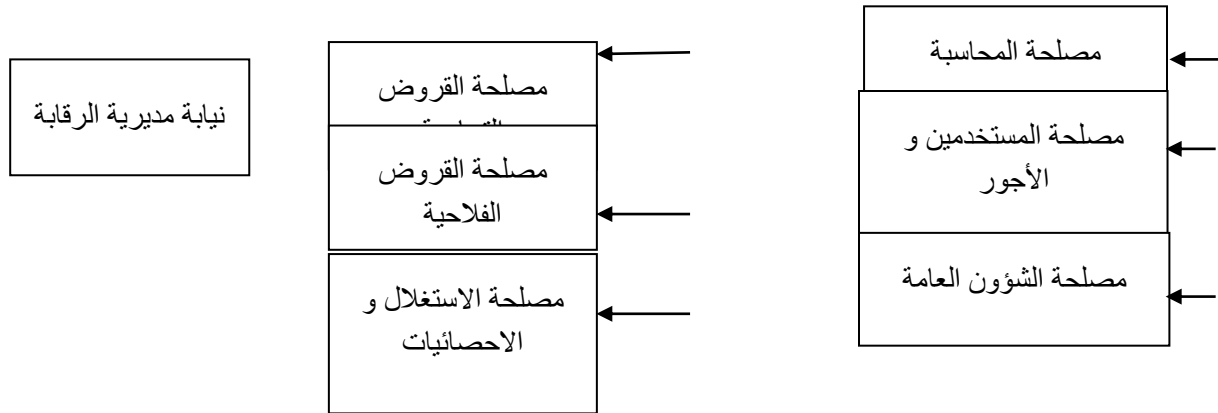 مصلحة المحاسبة
مصلحة المستخدمين و
الأجور
مصلحة الشؤون العامة
مصلحة القروض
مصلحة القروض
الفلاحية
مصلحة الاستغلال و
الاحصائيات
نيابة مديرية الرقابة